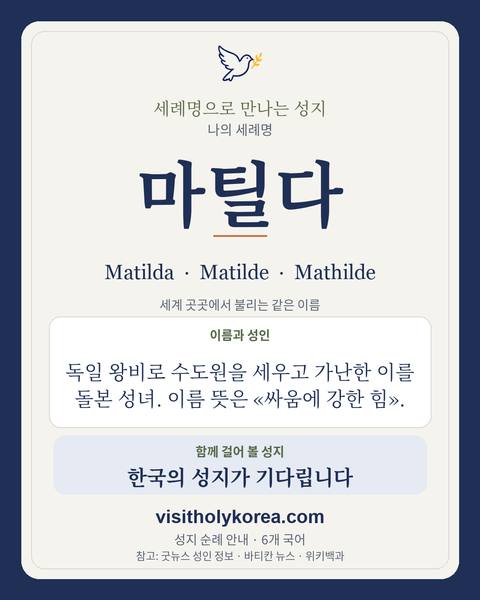 세례명으로 만나는 성지
나의 세례명
마틸다
Matilda · Matilde · Mathilde
세계 곳곳에서 불리는 같은 이름
이름과 성인
독일 왕비로 수도원을 세우고 가난한 이를
돌본 성녀. 이름 뜻은 «싸움에 강한 힘».
함께 걸어 볼 성지
한국의 성지가 기다립니다
visitholykorea.com
성지 순례 안내 · 6개 국어
참고: 굿뉴스 성인 정보 · 바티칸 뉴스 · 위키백과